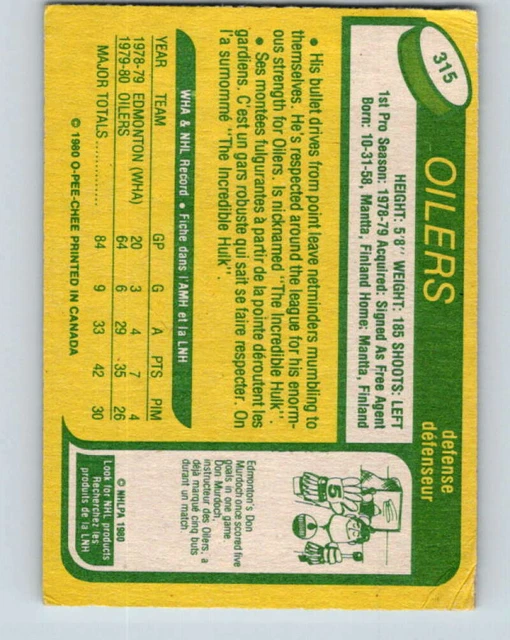 315
OILERS
defense
défenseur
HEIGHT: 5'8" WEIGHT: 185 SHOOTS: LEFT
1st Pro Season: 1978-79 Acquired: Signed As Free Agent
Born: 10-31-58, Mantta, Finland Home: Mantta, Finland
• His bullet drives from point leave netminders mumbling to
themselves. He's respected around the league for his enorm-
ous strength for Oilers. Is nicknamed "The Incredible Hulk".
• Ses montées fulgurantes à partir de la pointe déroutent les
gardiens. C'est un gars robuste qui sait se faire respecter. On
l'a surnommé "The Incredible Hulk".
WHA & NHL Record • Fiche dans l'AMH et la LNH
YEAR TEAM GP G A PTS PIM
1978-79 EDMONTON (WHA) 20 3 4 7 4
1979-80 OILERS 64 6 29 35 26
MAJOR TOTALS .............. 84 9 33 42 30
© 1980 O-PEE-CHEE PRINTED IN CANADA
5
Edmonton's Don
Murdoch once scored five
goals in one game.
Don Murdoch,
instructeur des Oilers, a
déjà marqué cinq buts
durant un match
© NHLPA 1980
Look for NHL products
Recherchez les
produits de la LNH